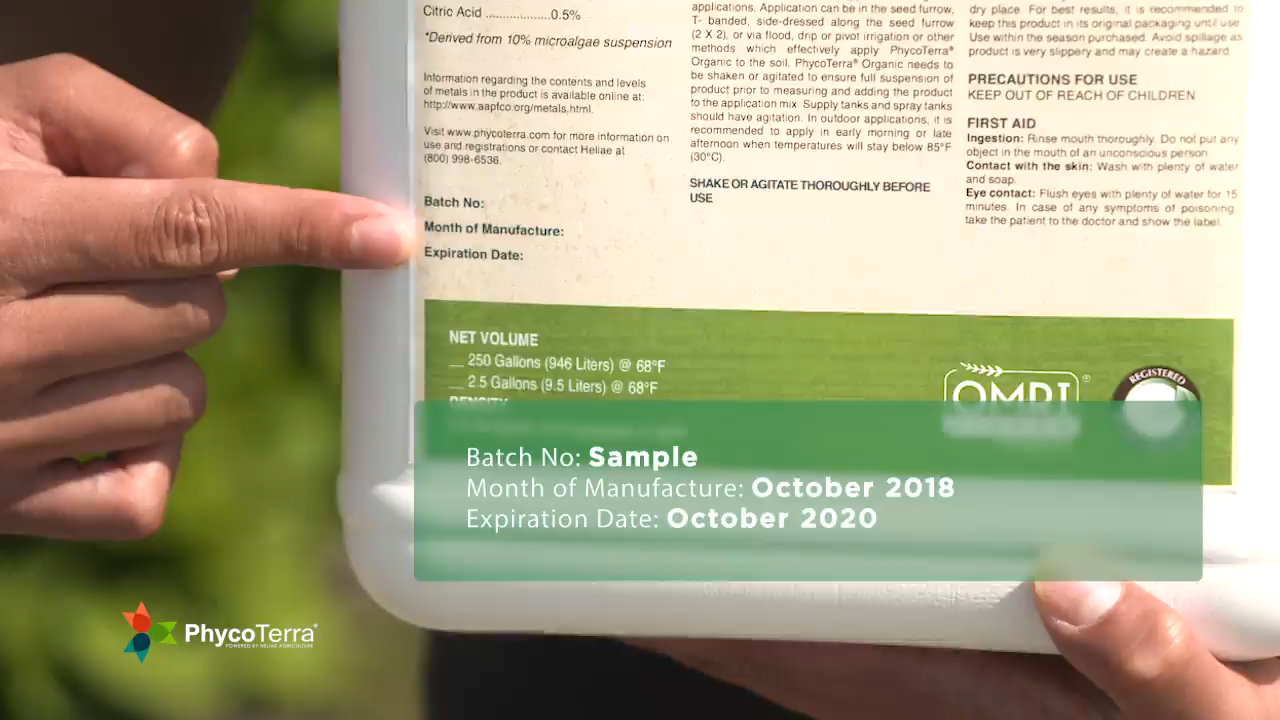 Citric Acid ..................0.5%
*Derived from 10% microalgae suspension
Information regarding the contents and levels
of metals in the product is available online at:
http://www.aapfco.org/metals.html.
Visit www.phycoterra.com for more information on
use and registrations or contact Heliae at
(800) 998-6536.
Batch No:
Month of Manufacture:
Expiration Date:
applications. Application can be in the seed furrow,
T- banded, side-dressed along the seed furrow
(2 X 2), or via flood, drip or pivot irrigation or other
methods which effectively apply PhycoTerra®
Organic to the soil. PhycoTerra® Organic needs to
be shaken or agitated to ensure full suspension of
product prior to measuring and adding the product
to the application mix. Supply tanks and spray tanks
should have agitation. In outdoor applications, it is
recommended to apply in early morning or late
afternoon when temperatures will stay below 85°F
(30°C).
SHAKE OR AGITATE THOROUGHLY BEFORE
USE
dry place. For best results, it is recommended to
keep this product in its original packaging until use.
Use within the season purchased. Avoid spillage as
product is very slippery and may create a hazard.
PRECAUTIONS FOR USE
KEEP OUT OF REACH OF CHILDREN
FIRST AID
Ingestion: Rinse mouth thoroughly. Do not put any
object in the mouth of an unconscious person
Contact with the skin: Wash with plenty of water
and soap.
Eye contact: Flush eyes with plenty of water for 15
minutes. In case of any symptoms of poisoning,
take the patient to the doctor and show the label
NET VOLUME
__ 250 Gallons (946 Liters) @ 68°F
__ 2.5 Gallons (9.5 Liters) @ 68°F
DENSITY
OMRI®
REGISTERED
Batch No: Sample
Month of Manufacture: October 2018
Expiration Date: October 2020
PhycoTerra®
POWERED BY HELIAE AGRICULTURE